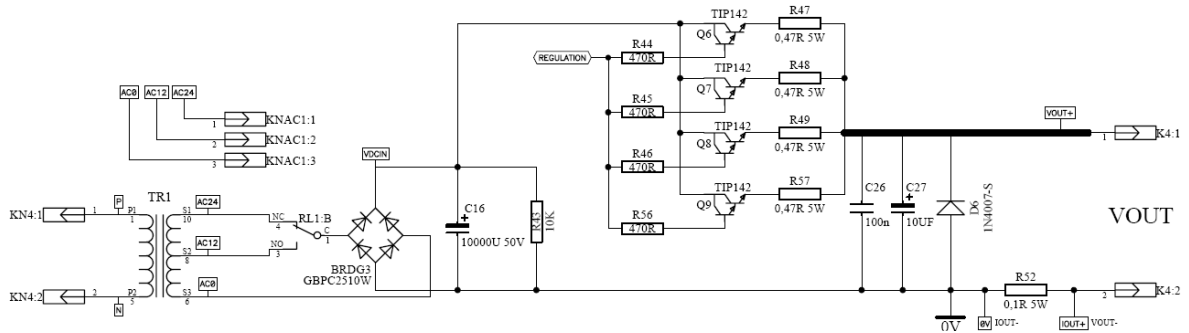 TIP142
R47
Q6
0,47R 5W
R44
REGULATION
470R
TIP142
R48
AC0
AC12
AC24
Q7
0,47R 5W
R45
470R
1
KNAC1:1
TIP142
R49
VOUT+
2
KNAC1:2
Q8
0,47R 5W
1
K4:1
3
KNAC1:3
VDCIN
R46
470R
TIP142
R57
C26
C27
TR1
Q9
0,47R 5W
100n
10UF
D6
1N4007-S
VOUT
KN4:1
1
P
P1
1
S1
10
AC24
NC
4
RL1:B
C
1
C16
10000U 50V
R43
10K
R56
470R
AC12
S2
8
NO
3
BRDG3
GBPC2510W
R52
KN4:2
2
P2
5
N
S3
6
AC0
0,1R 5W
2
K4:2
0V
0V
IOUT-
IOUT+
VOUT-